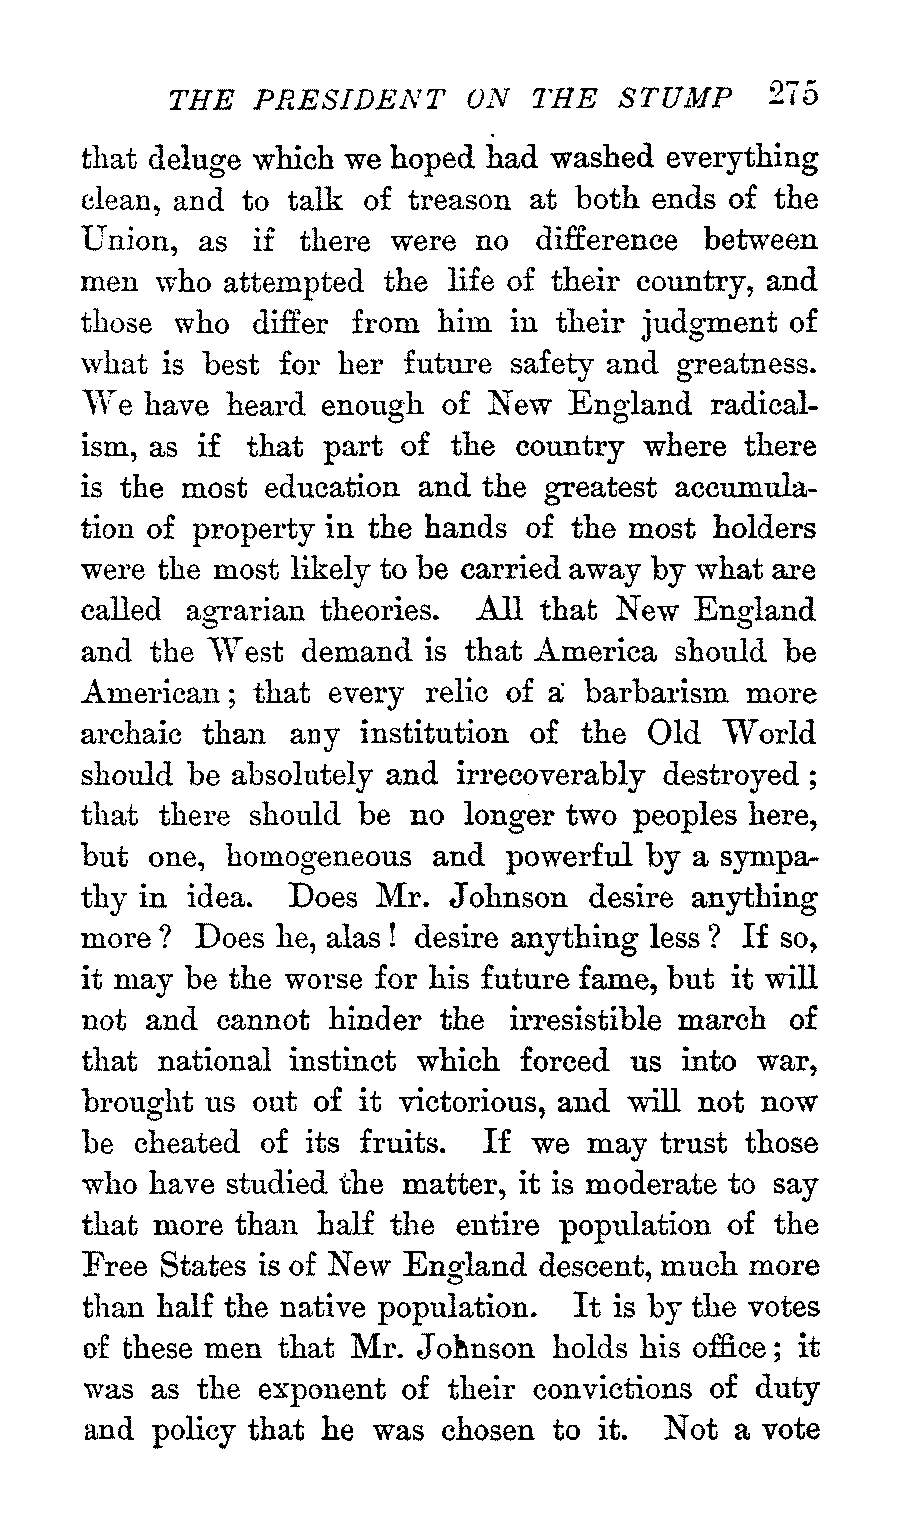 THE PRESIDENT ON THE STUMP 275
that deluge which we hoped had washed everything
clean, and to talk of treason at both ends of the
Union, as if there were no difference between
men who attempted the life of their country, and
those who differ from him in their judgment of
what is best for her future safety and greatness.
We have heard enough of New England radical-
ism, as if that part of the country where there
is the most education and the greatest accumula-
tion of property in the hands of the most holders
were the most likely to be carried away by what are
called agrarian theories. All that New England
and the West demand is that America should be
American; that every relic of a barbarism more
archaic than any institution of the Old World
should be absolutely and irrecoverably destroyed;
that there should be no longer two peoples here,
but one, homogeneous and powerful by a sympa-
thy in idea. Does Mr. Johnson desire anything
more? Does he, alas! desire anything less? If so,
it may be the worse for his future fame, but it will
not and cannot hinder the irresistible march of
that national instinct which forced us into war,
brought us out of it victorious, and will not now
be cheated of its fruits. If we may trust those
who have studied the matter, it is moderate to say
that more than half the entire population of the
Free States is of New England descent, much more
than half the native population. It is by the votes
of these men that Mr. Johnson holds his office; it
was as the exponent of their convictions of duty
and policy that he was chosen to it. Not a vote